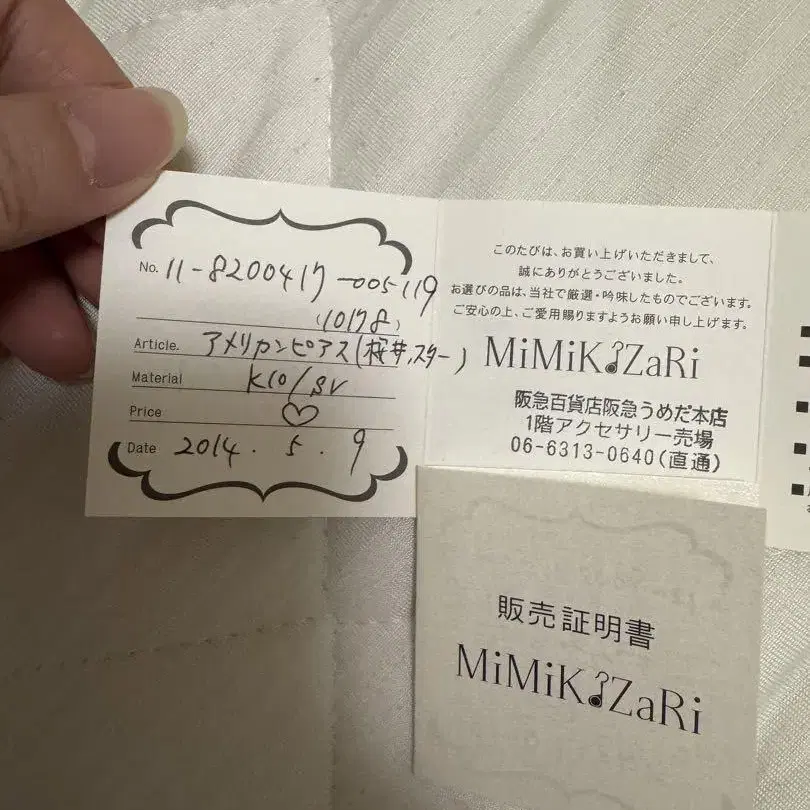 No. 11-8200417-005119
(10178)
Article. アメリカンピアス(桜井,スター)
Material K10/SV
Price ♡
Date 2014. 5. 9
このたびは、お買い上げいただきまして、
誠にありがとうございました。
お選びの品は、当社で厳選・吟味したものでございます。
ご安心の上、ご愛用賜りますようお願い申し上げます。
MiMiKaZaRi
阪急百貨店阪急うめだ本店
1階アクセサリー売場
06-6313-0640(直通)
販売証明書
MiMiKaZaRi